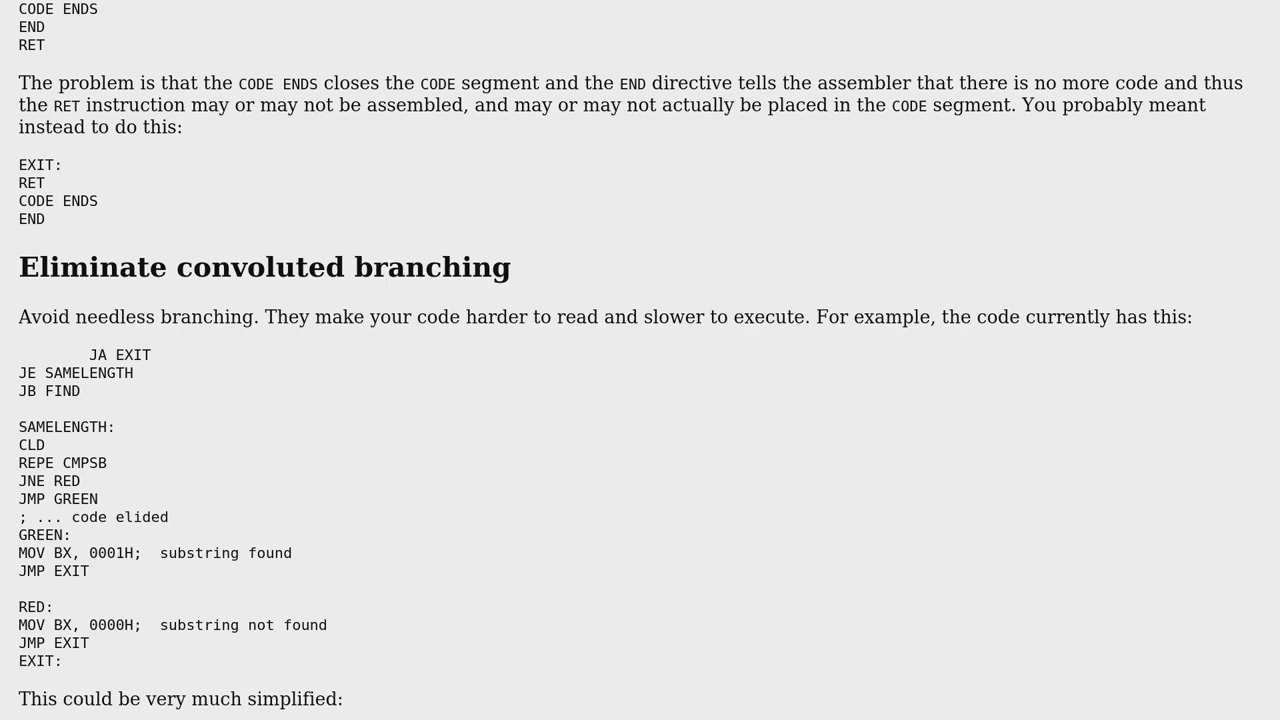 CODE ENDS
END
RET
The problem is that the CODE ENDS closes the CODE segment and the END directive tells the assembler that there is no more code and thus
the RET instruction may or may not be assembled, and may or may not actually be placed in the CODE segment. You probably meant
instead to do this:
EXIT:
RET
CODE ENDS
END
Eliminate convoluted branching
Avoid needless branching. They make your code harder to read and slower to execute. For example, the code currently has this:
JA EXIT
JE SAMELENGTH
JB FIND
SAMELENGTH:
CLD
REPE CMPSB
JNE RED
JMP GREEN
; ... code elided
GREEN:
MOV BX, 0001H;  substring found
JMP EXIT
RED:
MOV BX, 0000H;  substring not found
JMP EXIT
EXIT:
This could be very much simplified: